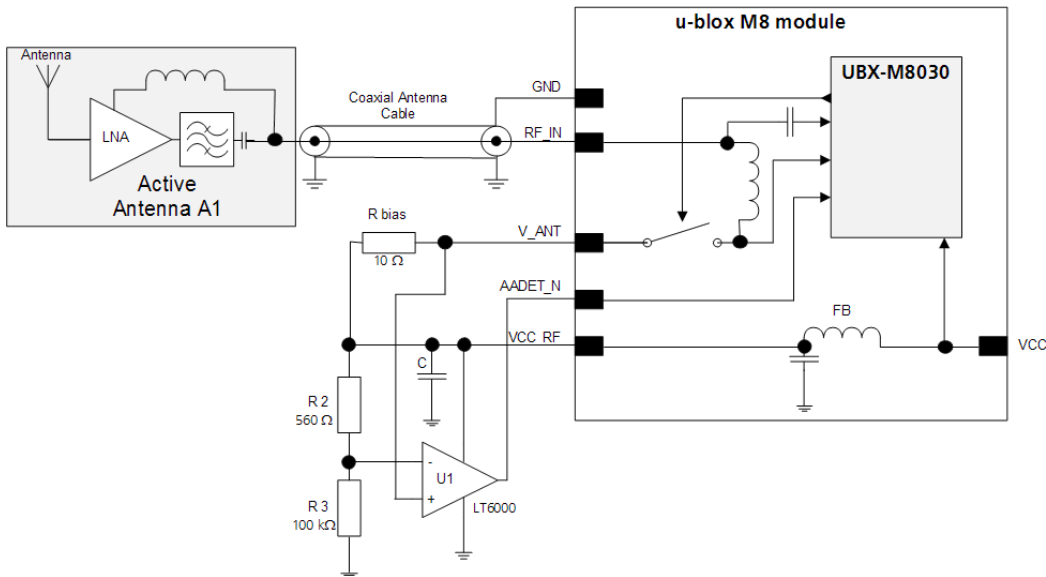 u-blox M8 module
Antenna
LNA
Active
Antenna A1
Coaxial Antenna
Cable
GND
RF_IN
UBX-M8030
R bias
10 Ω
V_ANT
AADET_N
VCC_RF
FB
VCC
C
R 2
560 Ω
-
U1
+
LT6000
R 3
100 kΩ